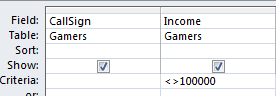 Field: CallSign Income
Table: Gamers Gamers
Sort:
Show:
Criteria: <>100000
or: